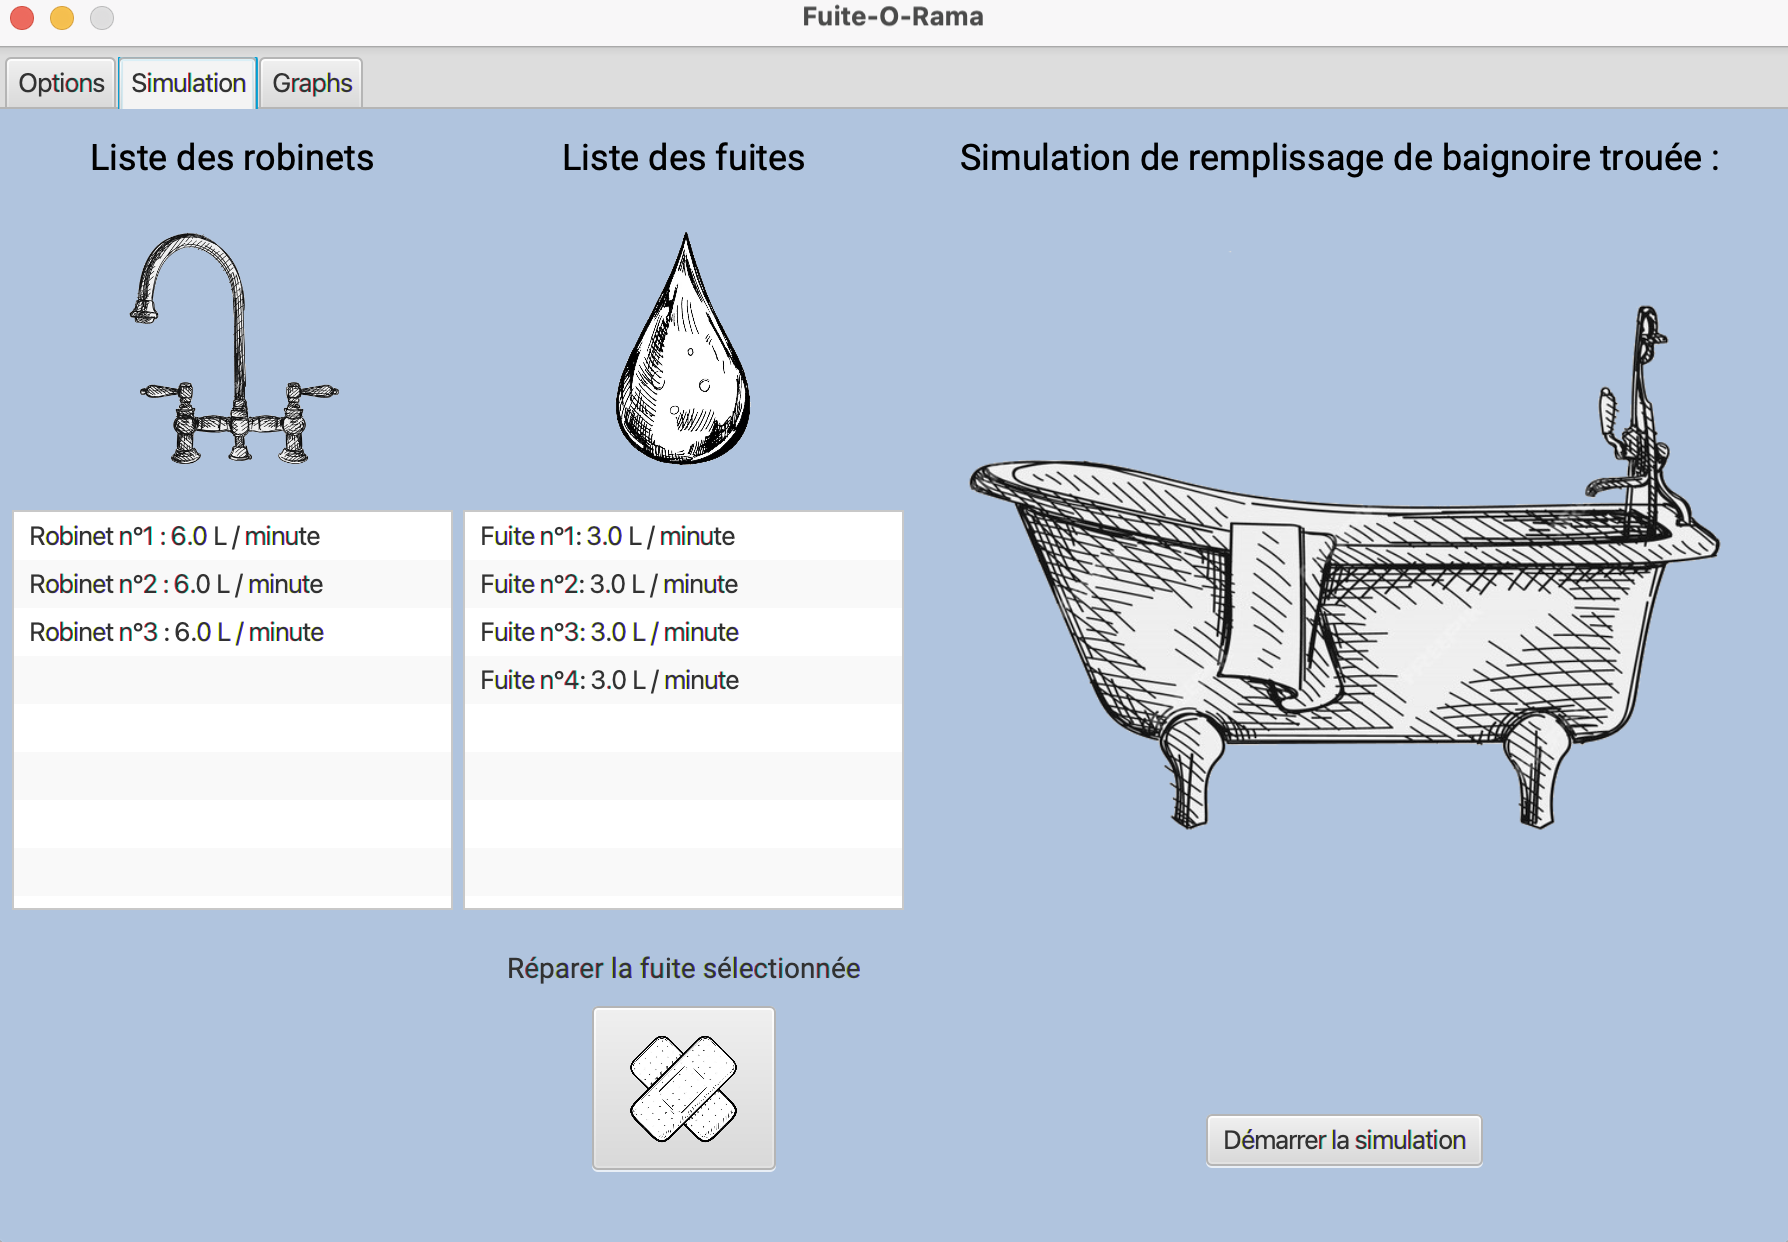 Fuite-O-Rama
Options
Simulation
Graphs
Liste des robinets
Liste des fuites
Simulation de remplissage de baignoire trouée :
Robinet n°1 : 6.0 L / minute
Robinet n°2 : 6.0 L / minute
Robinet n°3 : 6.0 L / minute
Fuite n°1: 3.0 L / minute
Fuite n°2: 3.0 L / minute
Fuite n°3: 3.0 L / minute
Fuite n°4: 3.0 L / minute
Réparer la fuite sélectionnée
Démarrer la simulation